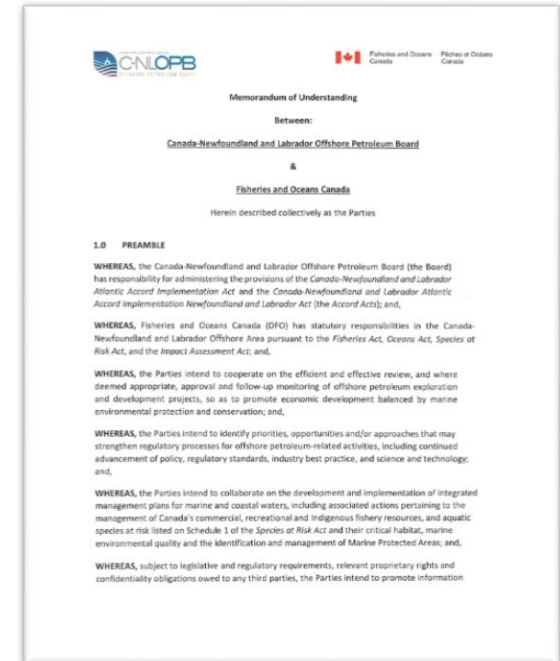 C-NLOPB
Fisheries and Oceans Pêches et Océans
Canada Canada
Memorandum of Understanding
Between:
Canada-Newfoundland and Labrador Offshore Petroleum Board
&
Fisheries and Oceans Canada
Herein described collectively as the Parties
1.0 PREAMBLE
WHEREAS, the Canada-Newfoundland and Labrador Offshore Petroleum Board (the Board)
has responsibility for administering the provisions of the Canada-Newfoundland and Labrador
Atlantic Accord Implementation Act and the Canada-Newfoundland and Labrador Atlantic
Accord Implementation Newfoundland and Labrador Act (the Accord Acts); and,
WHEREAS, Fisheries and Oceans Canada (DFO) has statutory responsibilities in the Canada-
Newfoundland and Labrador Offshore Area pursuant to the Fisheries Act, Oceans Act, Species at
Risk Act, and the Impact Assessment Act; and,
WHEREAS, the Parties intend to cooperate on the efficient and effective review, and where
deemed appropriate, approval and follow-up monitoring of offshore petroleum exploration
and development projects, so as to promote economic development balanced by marine
environmental protection and conservation; and,
WHEREAS, the Parties intend to identify priorities, opportunities and/or approaches that may
strengthen regulatory processes for offshore petroleum-related activities, including continued
advancement of policy, regulatory standards, industry best practice, and science and technology;
and,
WHEREAS, the Parties intend to collaborate on the development and implementation of integrated
management plans for marine and coastal waters, including associated actions pertaining to the
management of Canada's commercial, recreational and Indigenous fishery resources, and aquatic
species at risk listed on Schedule 1 of the Species at Risk Act and their critical habitat, marine
environmental quality and the identification and management of Marine Protected Areas; and,
WHEREAS, subject to legislative and regulatory requirements, relevant proprietary rights and
confidentiality obligations owed to any third parties, the Parties intend to promote information